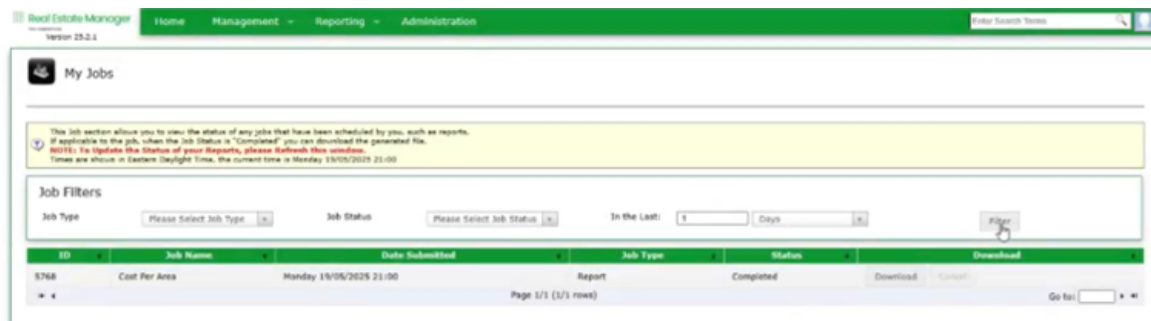 Real Estate Manager
Home Management Reporting Administration
Enter Search Terms
Version 25.2.1
My Jobs
This Job section allows you to view the status of any jobs that have been scheduled by you, such as reports.
If applicable to the job, when the Job Status is "Completed" you can download the generated file.
NOTE: To Update the Status of your Reports, please Refresh this window.
Times are shown in Eastern Daylight Time, the current time is Monday 19/05/2025 21:00
Job Filters
Job Type Please Select Job Type Job Status Please Select Job Status In the Last: 1 Days Filter
ID Job Name Date Submitted Job Type Status Download
5768 Cost Per Area Monday 19/05/2025 21:00 Report Completed Download Cancel
Page 1/1 (1/1 rows) Go to: